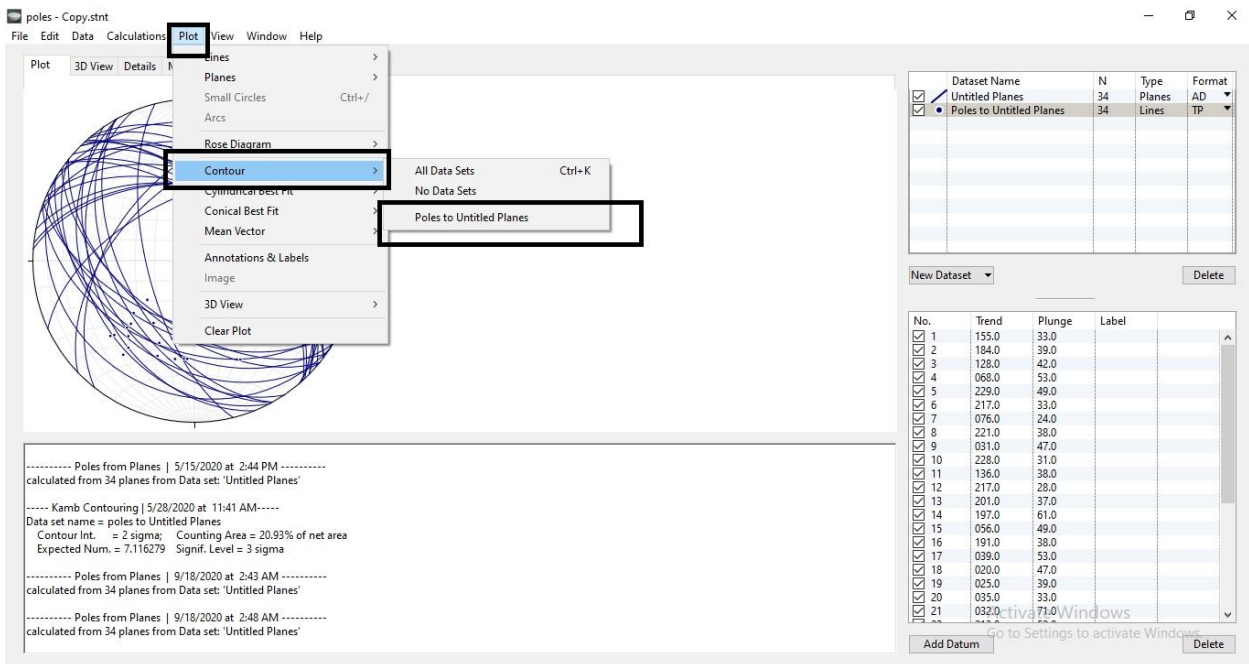 poles - Copy.stnt
File Edit Data Calculations Plot View Window Help
Plot 3D View Details
Lines
Planes
Small Circles Ctrl+/
Arcs
Rose Diagram
Contour
Cylindrical Best Fit
Conical Best Fit
Mean Vector
Annotations & Labels
Image
3D View
Clear Plot
All Data Sets Ctrl+K
No Data Sets
Poles to Untitled Planes
---------- Poles from Planes | 5/15/2020 at 2:44 PM ----------
calculated from 34 planes from Data set: 'Untitled Planes'
----- Kamb Contouring | 5/28/2020 at 11:41 AM-----
Data set name = poles to Untitled Planes
Contour Int. = 2 sigma; Counting Area = 20.93% of net area
Expected Num. = 7.116279 Signif. Level = 3 sigma
---------- Poles from Planes | 9/18/2020 at 2:43 AM ----------
calculated from 34 planes from Data set: 'Untitled Planes'
---------- Poles from Planes | 9/18/2020 at 2:48 AM ----------
calculated from 34 planes from Data set: 'Untitled Planes'
Dataset Name N Type Format
Untitled Planes 34 Planes AD
Poles to Untitled Planes 34 Lines TP
New Dataset Delete
No. Trend Plunge Label
1 155.0 33.0
2 184.0 39.0
3 128.0 42.0
4 068.0 53.0
5 229.0 49.0
6 217.0 33.0
7 076.0 24.0
8 221.0 38.0
9 031.0 47.0
10 228.0 31.0
11 136.0 38.0
12 217.0 28.0
13 201.0 37.0
14 197.0 61.0
15 056.0 49.0
16 191.0 38.0
17 039.0 53.0
18 020.0 47.0
19 025.0 39.0
20 035.0 33.0
21 032.0 71.0
Activate Windows
Go to Settings to activate Windows.
Add Datum Delete